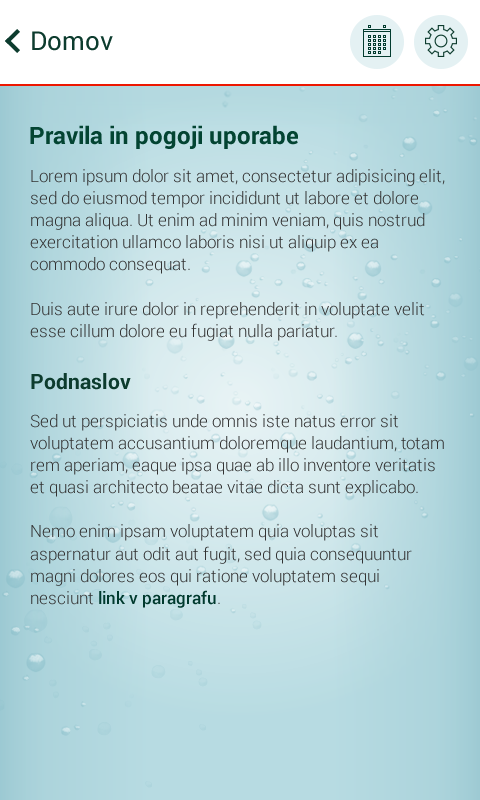 Domov
Pravila in pogoji uporabe
Lorem ipsum dolor sit amet, consectetur adipisicing elit,
sed do eiusmod tempor incididunt ut labore et dolore
magna aliqua. Ut enim ad minim veniam, quis nostrud
exercitation ullamco laboris nisi ut aliquip ex ea
commodo consequat.
Duis aute irure dolor in reprehenderit in voluptate velit
esse cillum dolore eu fugiat nulla pariatur.
Podnaslov
Sed ut perspiciatis unde omnis iste natus error sit
voluptatem accusantium doloremque laudantium, totam
rem aperiam, eaque ipsa quae ab illo inventore veritatis
et quasi architecto beatae vitae dicta sunt explicabo.
Nemo enim ipsam voluptatem quia voluptas sit
aspernatur aut odit aut fugit, sed quia consequuntur
magni dolores eos qui ratione voluptatem sequi
nesciunt link v paragrafu.